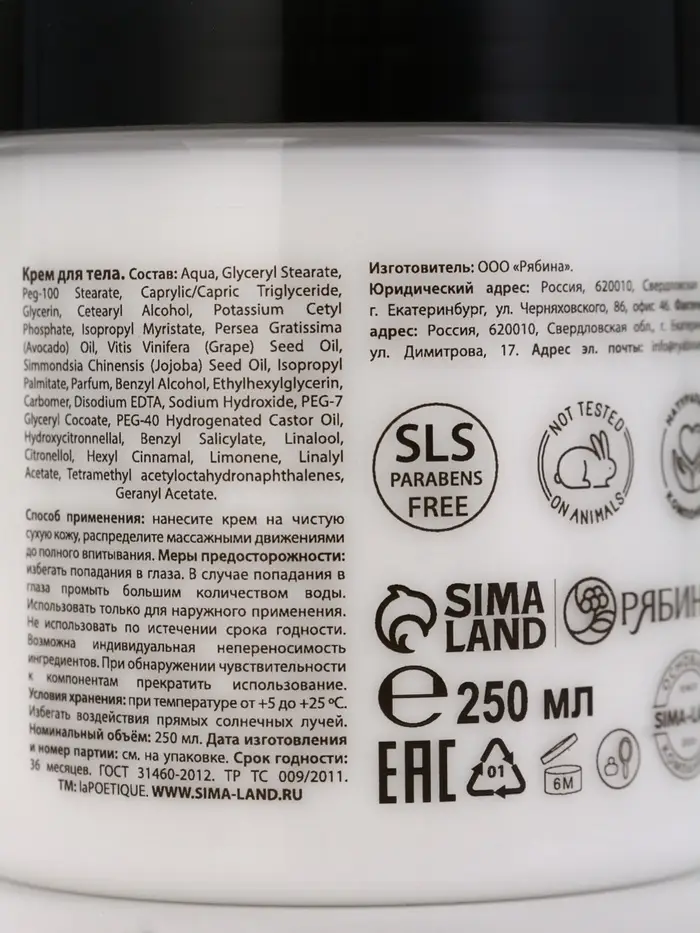 Крем для тела. Состав: Aqua, Glyceryl Stearate,
Peg-100 Stearate, Caprylic/Capric Triglyceride,
Glycerin, Cetearyl Alcohol, Potassium Cetyl
Phosphate, Isopropyl Myristate, Persea Gratissima
(Avocado) Oil, Vitis Vinifera (Grape) Seed Oil,
Simmondsia Chinensis (Jojoba) Seed Oil, Isopropyl
Palmitate, Parfum, Benzyl Alcohol, Ethylhexylglycerin,
Carbomer, Disodium EDTA, Sodium Hydroxide, PEG-7
Glyceryl Cocoate, PEG-40 Hydrogenated Castor Oil,
Hydroxycitronnellal, Benzyl Salicylate, Linalool,
Citronellol, Hexyl Cinnamal, Limonene, Linalyl
Acetate, Tetramethyl acetyloctahydronaphthalenes,
Geranyl Acetate.
Способ применения: нанесите крем на чистую
сухую кожу, распределите массажными движениями
до полного впитывания. Меры предосторожности:
избегать попадания в глаза. В случае попадания в
глаза промыть большим количеством воды.
Использовать только для наружного применения.
Не использовать по истечении срока годности.
Возможна индивидуальная непереносимость
ингредиентов. При обнаружении чувствительности
к компонентам прекратить использование.
Условия хранения: при температуре от +5 до +25 ºС.
Избегать воздействия прямых солнечных лучей.
Номинальный объём: 250 мл. Дата изготовления
и номер партии: см. на упаковке. Срок годности:
36 месяцев. ГОСТ 31460-2012. ТР ТС 009/2011.
ТМ: laPOETIQUE. WWW.SIMA-LAND.RU
Изготовитель: ООО «Рябина».
Юридический адрес: Россия, 620010, Свердловская
г. Екатеринбург, ул. Черняховского, 86, офис 46
адрес: Россия, 620010, Свердловская обл., г.
ул. Димитрова, 17. Адрес эл. почты:
SLS
PARABENS
FREE
NOT TESTED
ON ANIMALS
SIMA
LAND
РЯБИН
℮ 250 мл
EAC
01
6M